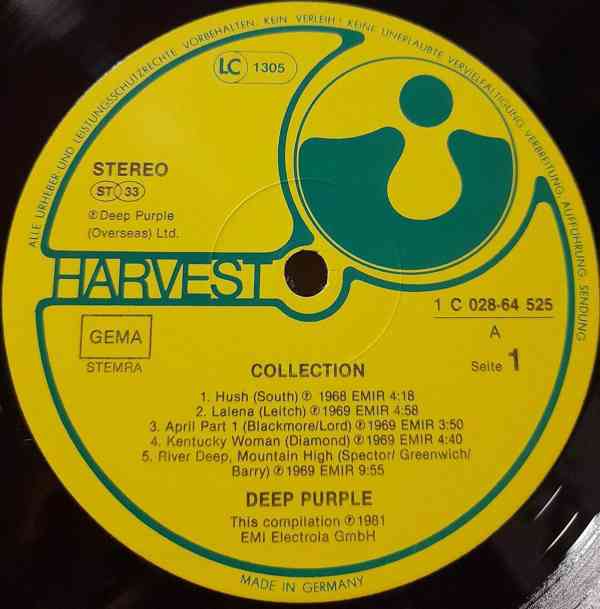 ALLE URHEBER- UND LEISTUNGSSCHUTZRECHTE VORBEHALTEN. KEIN VERLEIH! KEINE UNERLAUBTE VERVIELFÄLTIGUNG, VERBREITUNG, AUFFÜHRUNG, SENDUNG
LC 1305
STEREO
ST 33
℗ Deep Purple
(Overseas) Ltd.
HARVEST
1 C 028-64 525
GEMA
A
STEMRA
Seite 1
COLLECTION
1. Hush (South) ℗ 1968 EMIR 4:18
2. Lalena (Leitch) ℗ 1969 EMIR 4:58
3. April Part 1 (Blackmore/Lord) ℗ 1969 EMIR 3:50
4. Kentucky Woman (Diamond) ℗ 1969 EMIR 4:40
5. River Deep, Mountain High (Spector/ Greenwich/
Barry) ℗ 1969 EMIR 9:55
DEEP PURPLE
This compilation ℗ 1981
EMI Electrola GmbH
MADE IN GERMANY